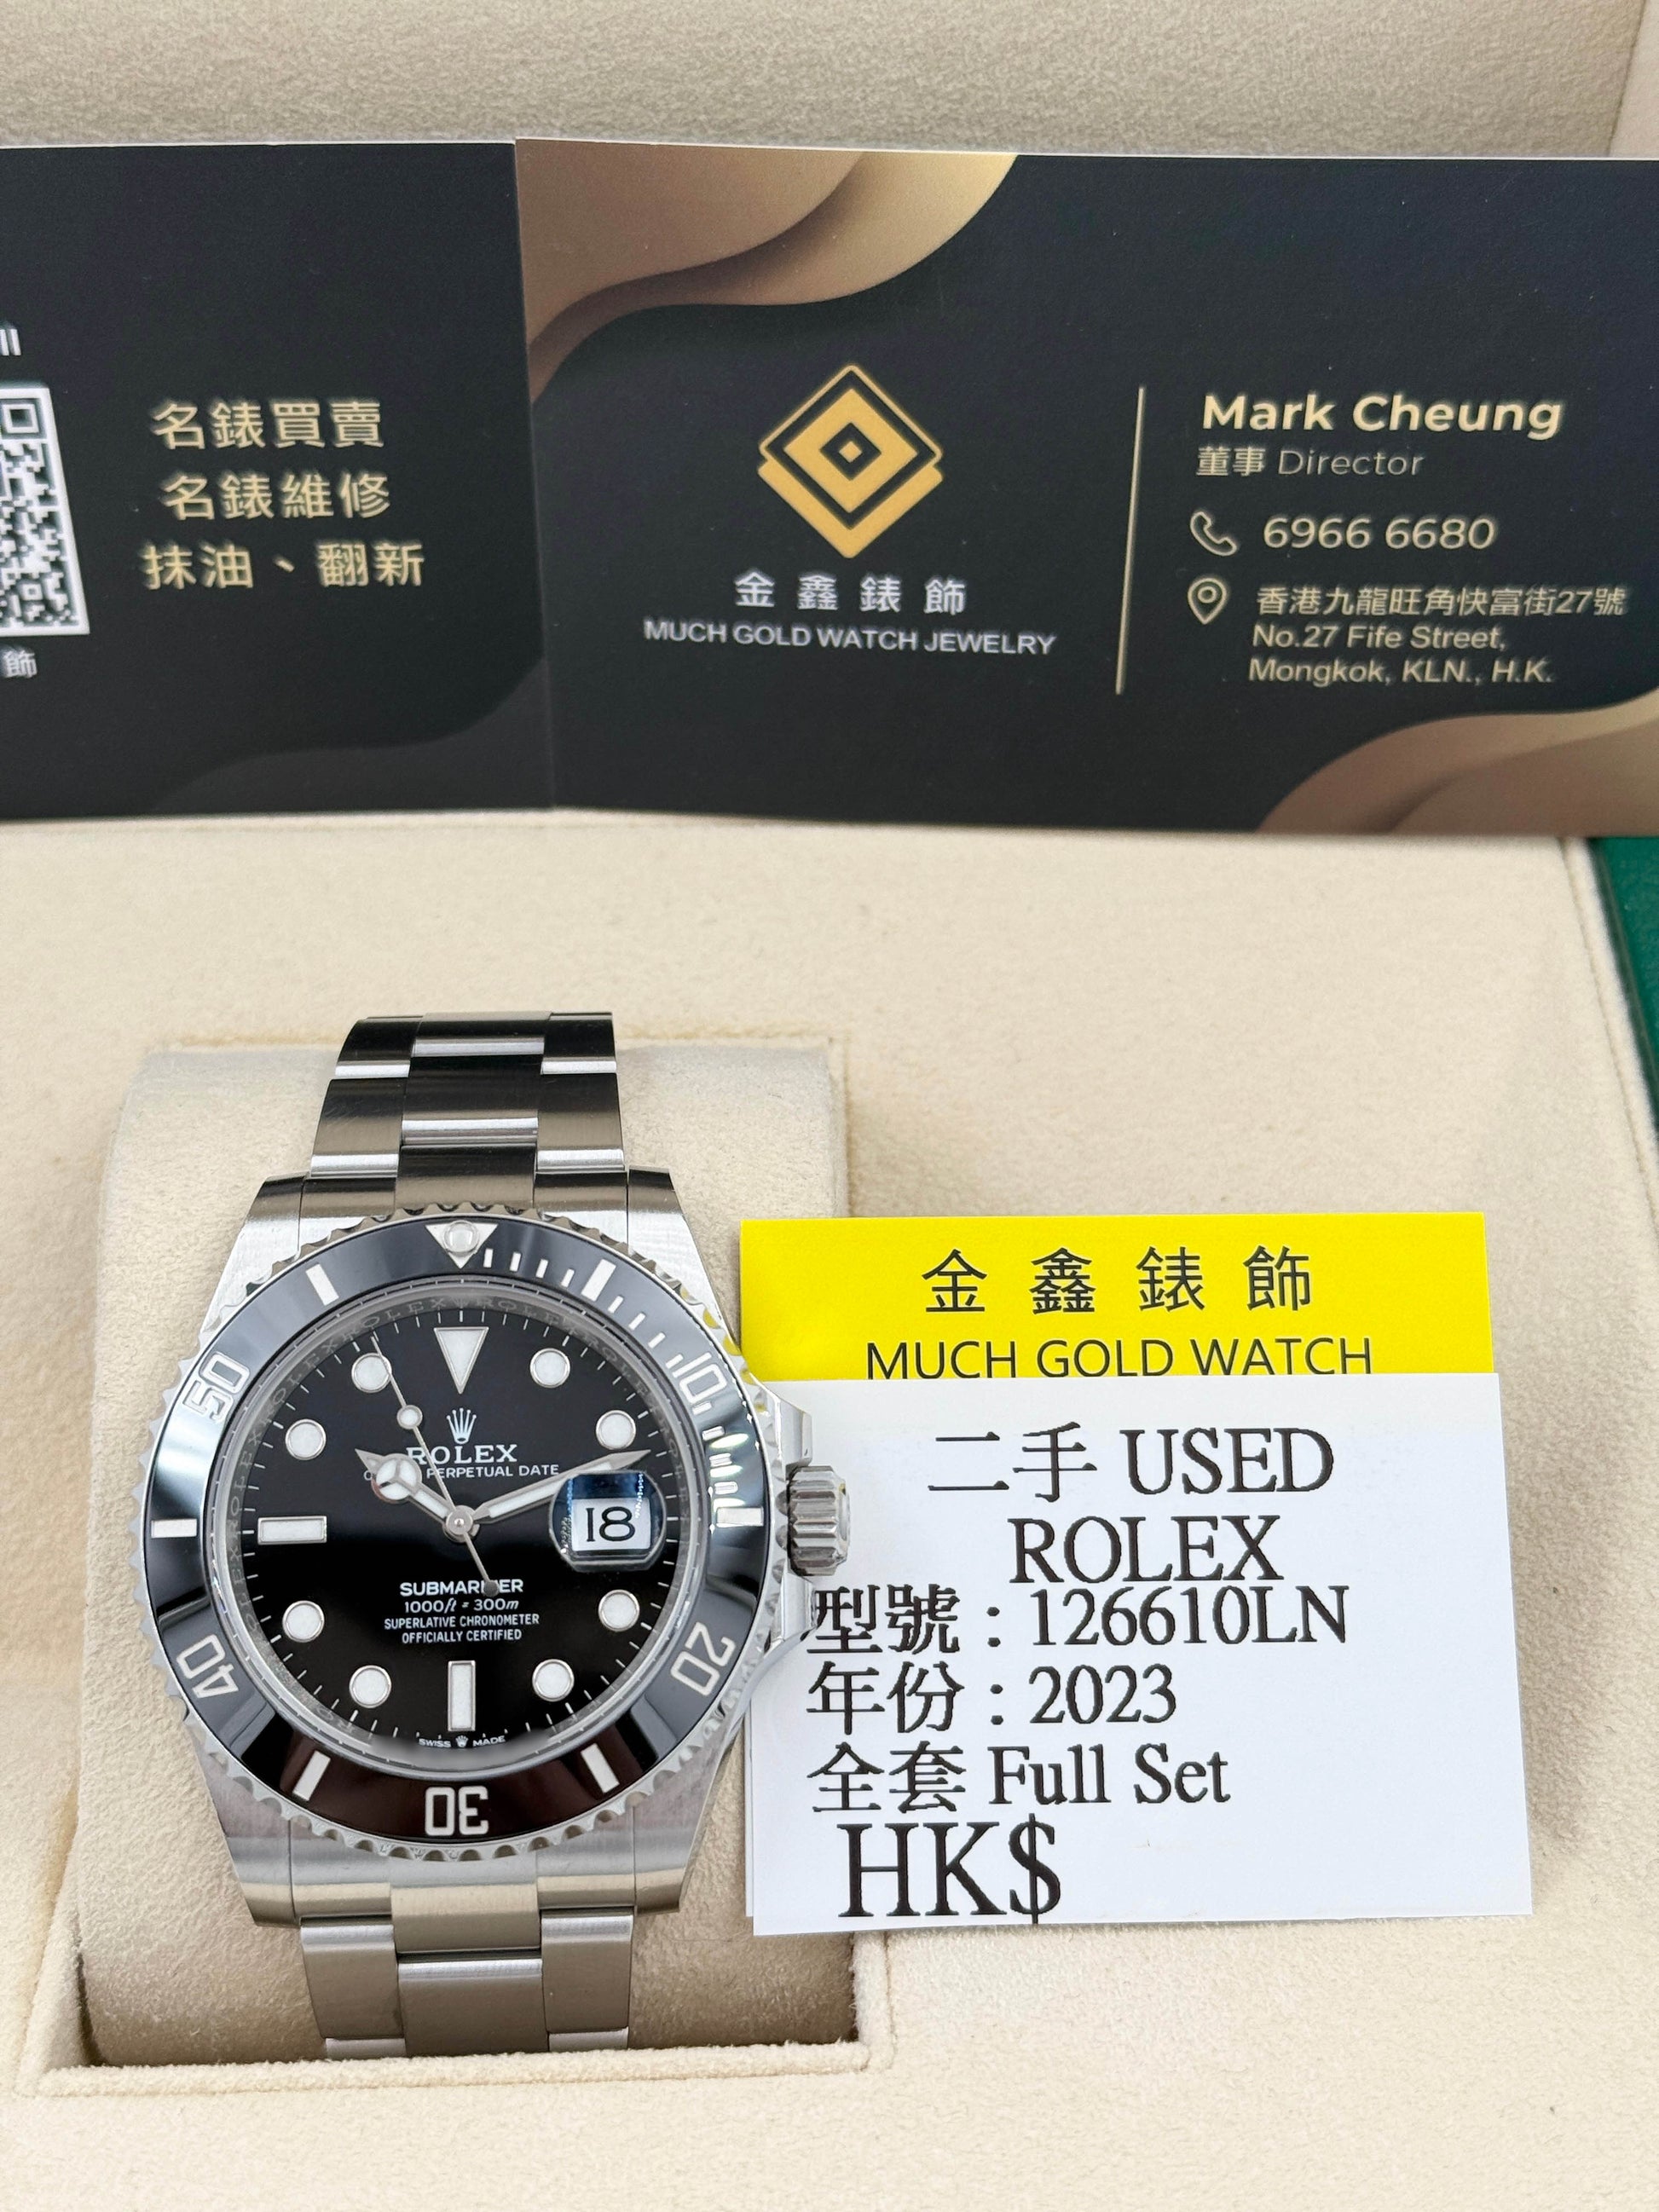 名錶買賣
名錶維修
抹油、翻新
飾
金鑫錶飾
MUCH GOLD WATCH JEWELRY
Mark Cheung
董事 Director
6966 6680
香港九龍旺角快富街27號
No.27 Fife Street,
Mongkok, KLN., H.K.
金鑫錶飾
MUCH GOLD WATCH
二手 USED
ROLEX
型號：126610LN
年份：2023
全套 Full Set
HK$
10
20
30
40
50
ROLEX
PERPETUAL DATE
18
SUBMARINER
1000ft = 300m
SUPERLATIVE CHRONOMETER
OFFICIALLY CERTIFIED
SWISS MADE